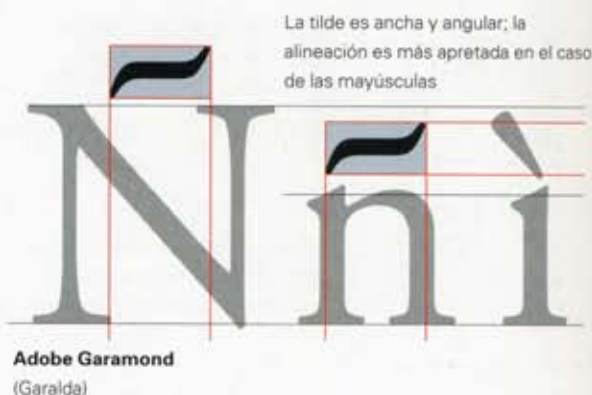 La tilde es ancha y angular; la
alineación es más apretada en el caso
de las mayúsculas
Ññì
Adobe Garamond
(Garalda)